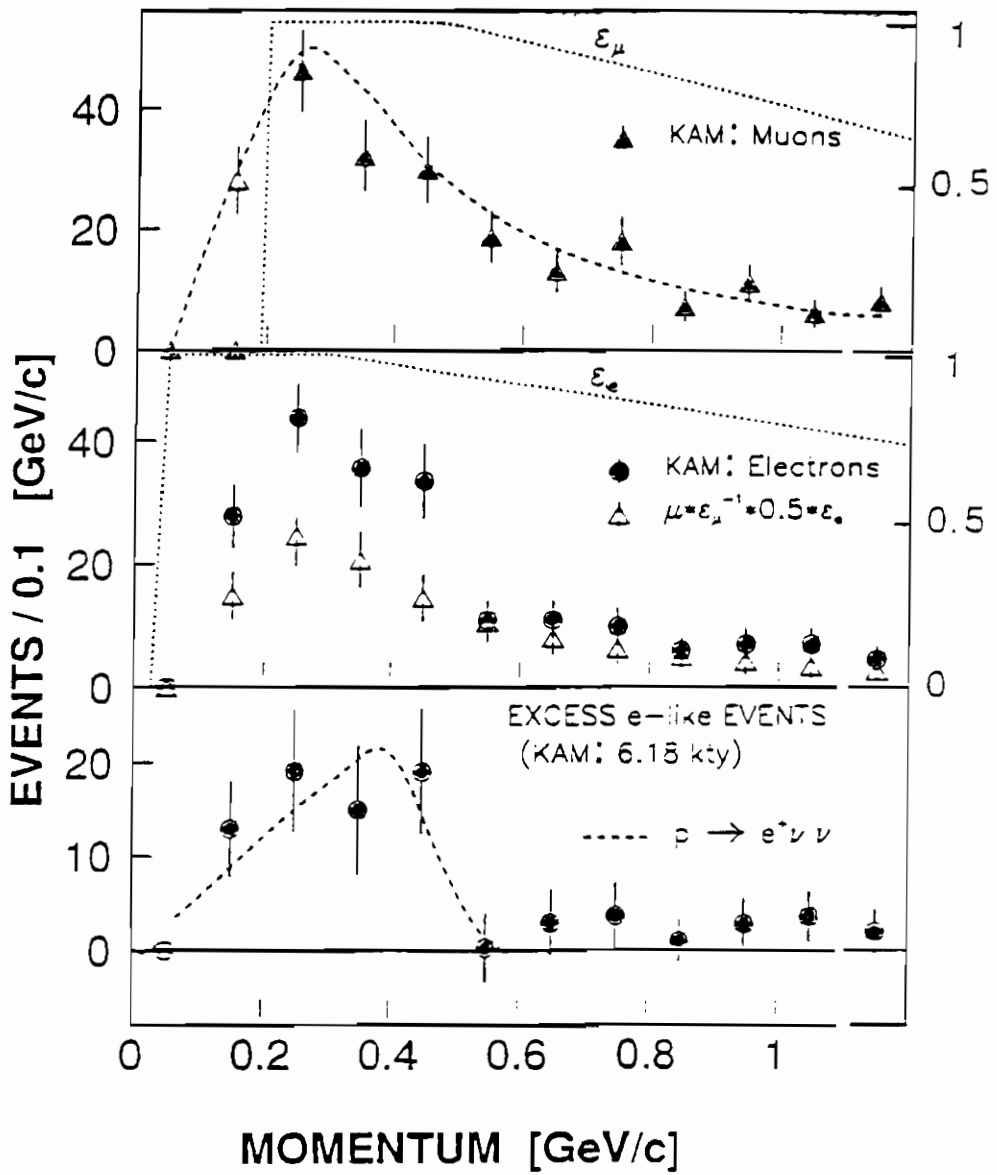 ε_μ
1
40
KAM: Muons
0.5
20
0
ε_e
1
40
KAM: Electrons
μ*ε_μ⁻¹*0.5*ε_e
0.5
20
0
0
EXCESS e-like EVENTS
(KAM: 6.18 kty)
20
p → e⁺ν ν
10
0
0
0.2
0.4
0.6
0.8
1
EVENTS / 0.1 [GeV/c]
MOMENTUM [GeV/c]